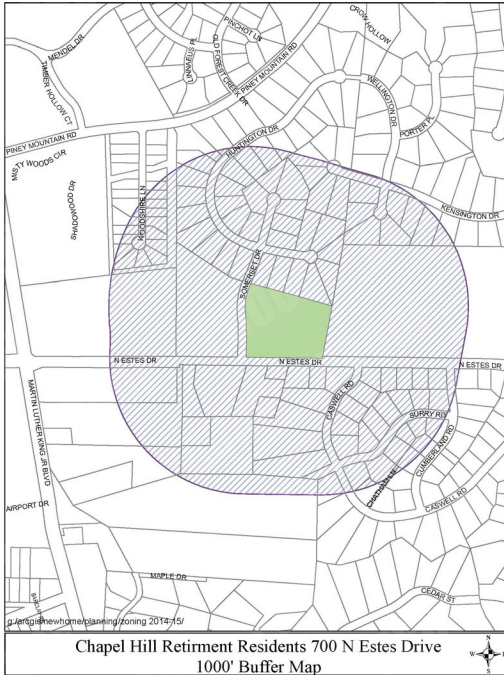 MENDEL DR
TIMBER HOLLOW CT
LINNAEUS PL
PINCHOT LN
OLD FOREST CREEK DR
PINEY MOUNTAIN RD
CROW HOLLOW
WELLINGTON DR
PORTER PL
HUNTINGTON DR
PINEY MOUNTAIN RD
MISTY WOODS CIR
SHADOWOOD DR
WOODSHIRE LN
KENSINGTON DR
SOMERSET DR
N ESTES DR
N ESTES DR
N ESTES DR
MARTIN LUTHER KING JR BLVD
CASWELL RD
SURRY RD
CUMBERLAND RD
CHATHAM LN
CASWELL RD
AIRPORT DR
MAPLE DR
CEDAR ST
g:/arcgis/newhome/planning/zoning 2014-15/
Chapel Hill Retirment Residents 700 N Estes Drive
1000' Buffer Map
N
W
S